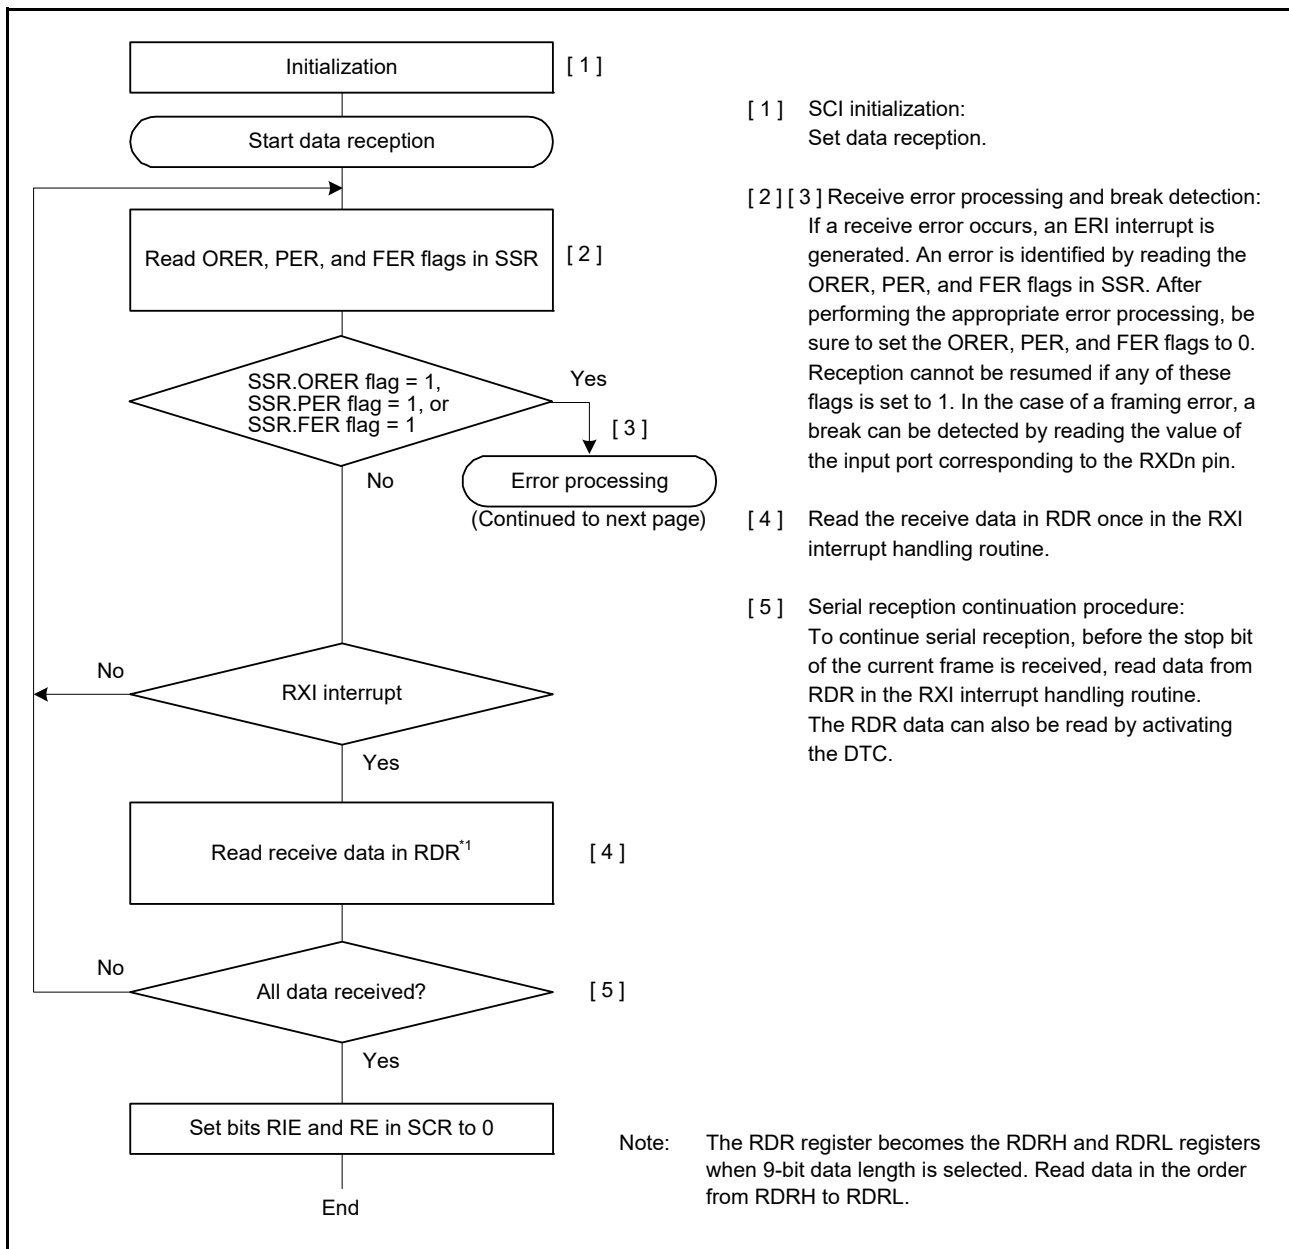 Initialization
[ 1 ]
Start data reception
Read ORER, PER, and FER flags in SSR
[ 2 ]
SSR.ORER flag = 1,
SSR.PER flag = 1, or
SSR.FER flag = 1
Yes
[ 3 ]
No
Error processing
(Continued to next page)
No
RXI interrupt
Yes
Read receive data in RDR*1
[ 4 ]
No
All data received?
[ 5 ]
Yes
Set bits RIE and RE in SCR to 0
End
[ 1 ] SCI initialization:
Set data reception.
[ 2 ] [ 3 ] Receive error processing and break detection:
If a receive error occurs, an ERI interrupt is
generated. An error is identified by reading the
ORER, PER, and FER flags in SSR. After
performing the appropriate error processing, be
sure to set the ORER, PER, and FER flags to 0.
Reception cannot be resumed if any of these
flags is set to 1. In the case of a framing error, a
break can be detected by reading the value of
the input port corresponding to the RXDn pin.
[ 4 ] Read the receive data in RDR once in the RXI
interrupt handling routine.
[ 5 ] Serial reception continuation procedure:
To continue serial reception, before the stop bit
of the current frame is received, read data from
RDR in the RXI interrupt handling routine.
The RDR data can also be read by activating
the DTC.
Note: The RDR register becomes the RDRH and RDRL registers
when 9-bit data length is selected. Read data in the order
from RDRH to RDRL.